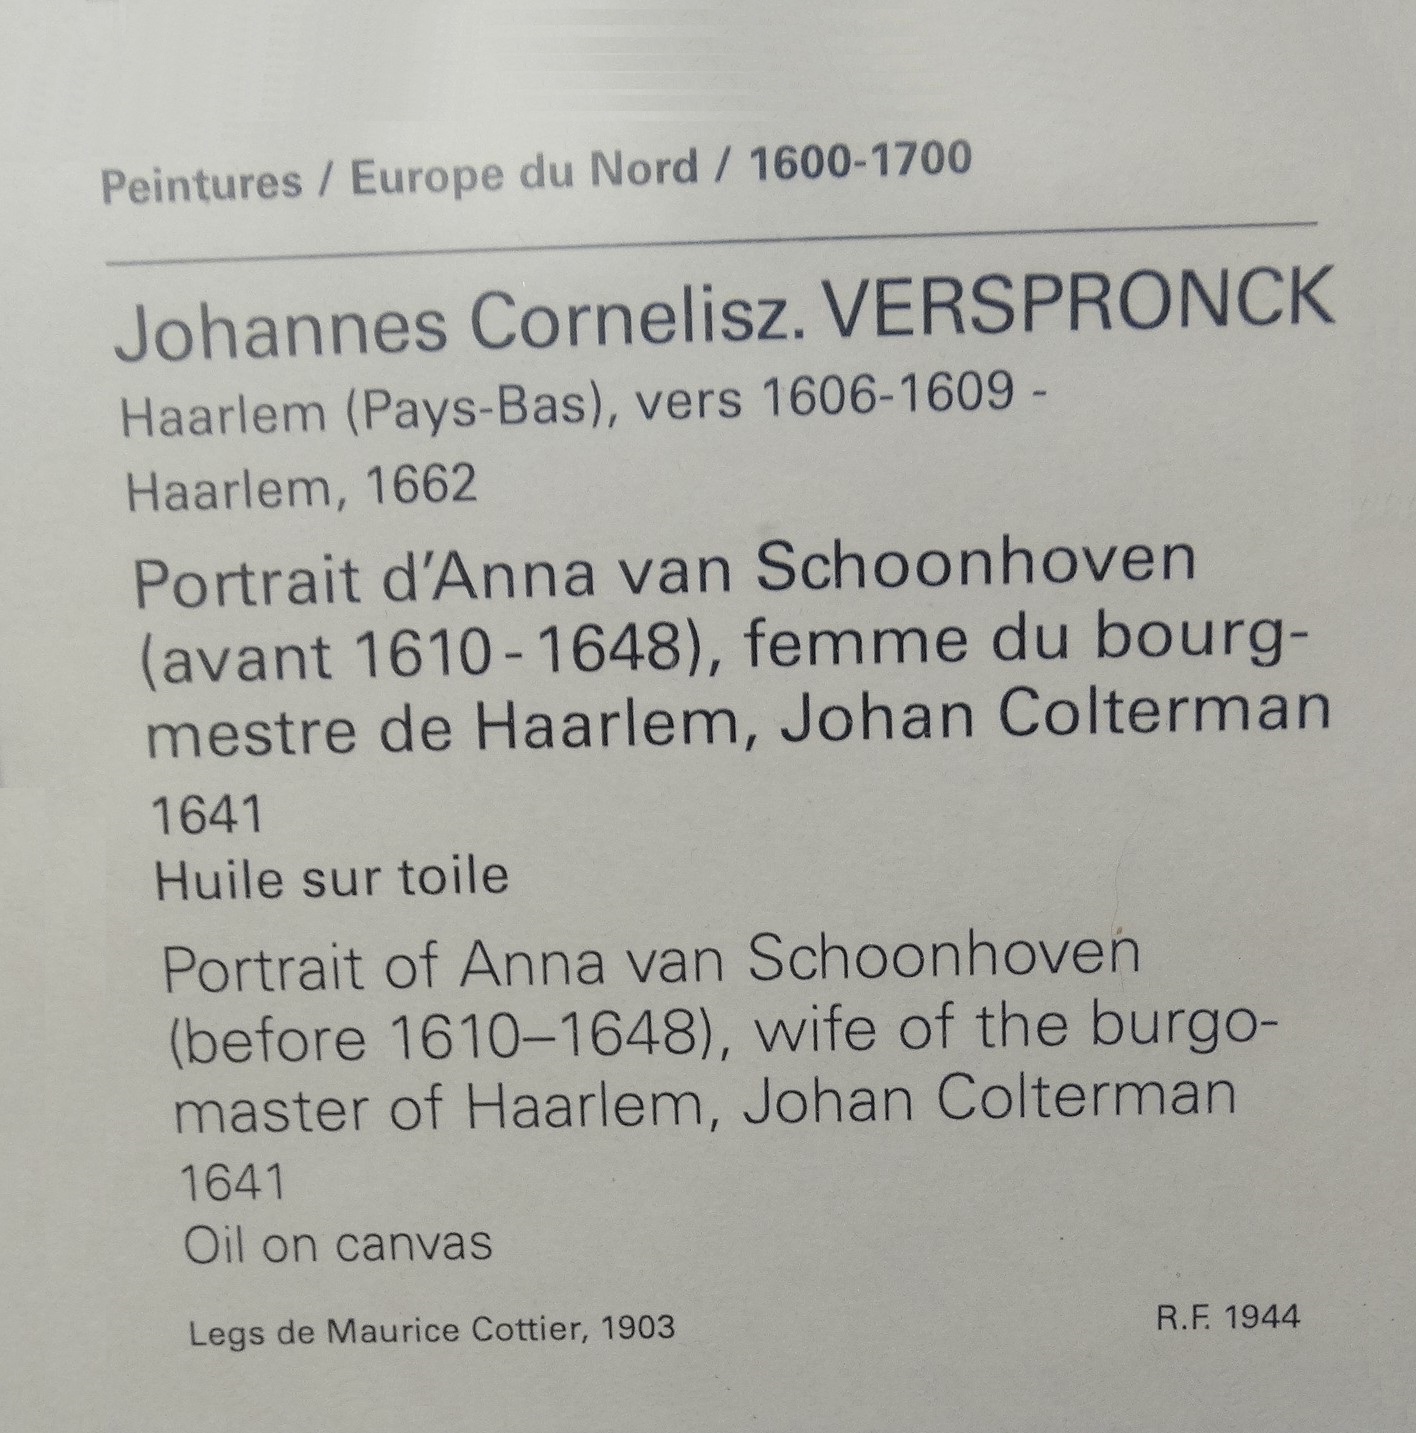 Peintures / Europe du Nord / 1600-1700
Johannes Cornelisz. VERSPRONCK
Haarlem (Pays-Bas), vers 1606-1609 -
Haarlem, 1662
Portrait d'Anna van Schoonhoven
(avant 1610 - 1648), femme du bourg-
mestre de Haarlem, Johan Colterman
1641
Huile sur toile
Portrait of Anna van Schoonhoven
(before 1610–1648), wife of the burgo-
master of Haarlem, Johan Colterman
1641
Oil on canvas
Legs de Maurice Cottier, 1903
R.F. 1944